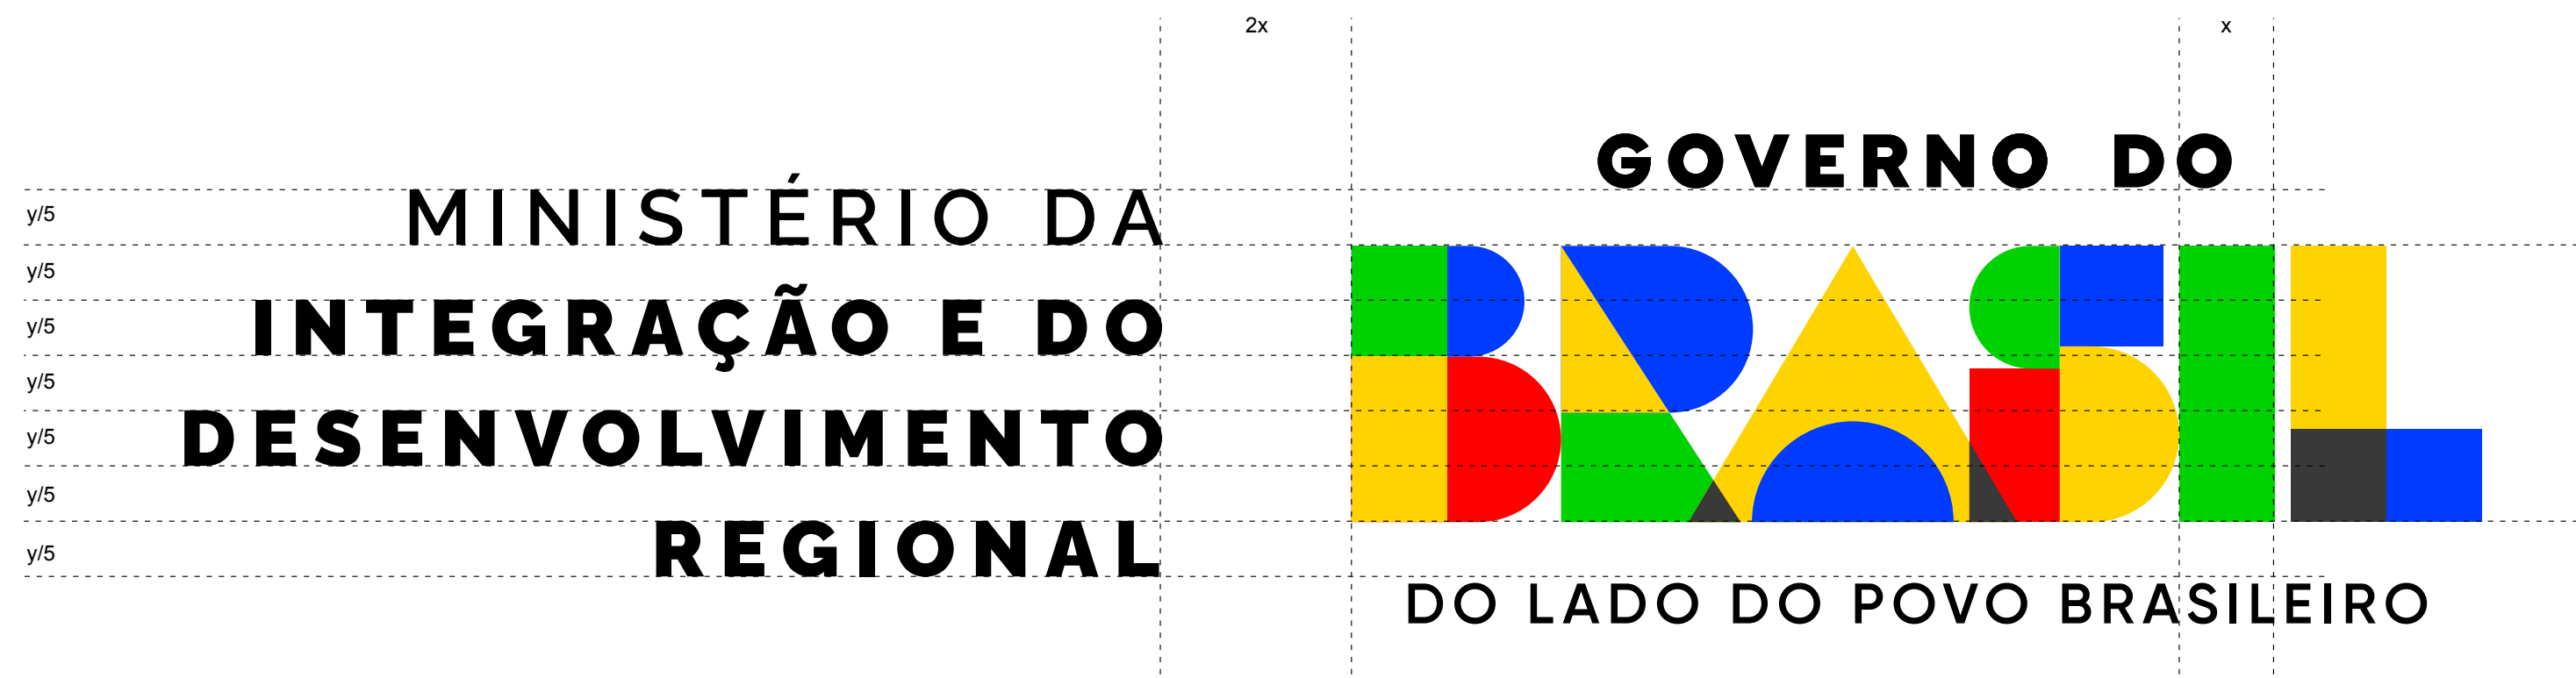 2x
x
y/5
y/5
y/5
y/5
y/5
y/5
y/5
MINISTÉRIO DA
INTEGRAÇÃO E DO
DESENVOLVIMENTO
REGIONAL
GOVERNO DO
BRASIL
DO LADO DO POVO BRASILEIRO